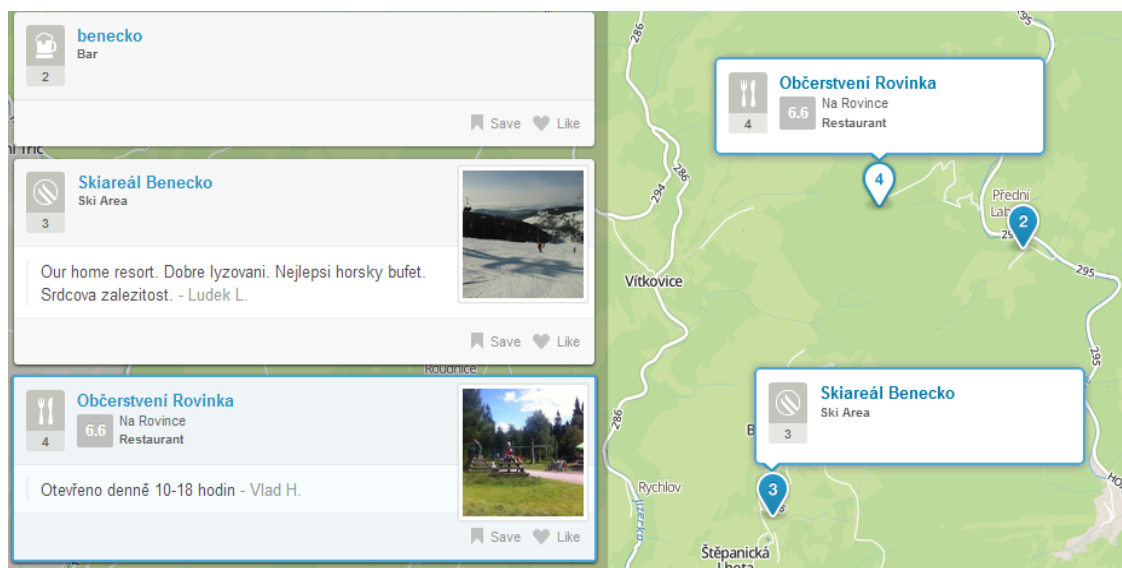 benecko
Bar
2
Save Like
Skiareál Benecko
Ski Area
3
Our home resort. Dobre lyzovani. Nejlepsi horsky bufet.
Srdcova zalezitost. - Ludek L.
Save Like
Roudnice
Občerstvení Rovinka
6.6 Na Rovince
Restaurant
4
Otevřeno denně 10-18 hodin - Vlad H.
Save Like
286
295
Občerstvení Rovinka
6.6 Na Rovince
Restaurant
4
4
286
294
Přední
2
Vítkovice
295
295
Skiareál Benecko
Ski Area
3
286
3
Rychlov
Jizerka
Štěpanická
Lhota